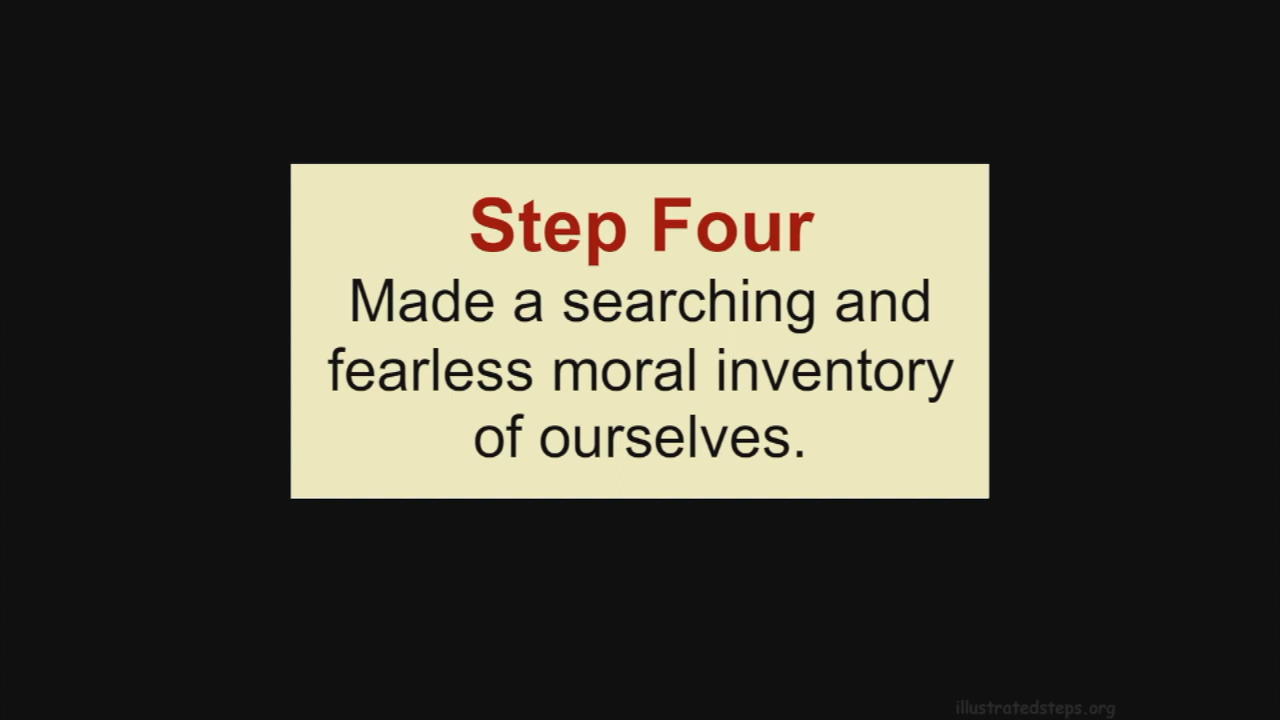 Step Four
Made a searching and
fearless moral inventory
of ourselves.
illustratedsteps.org